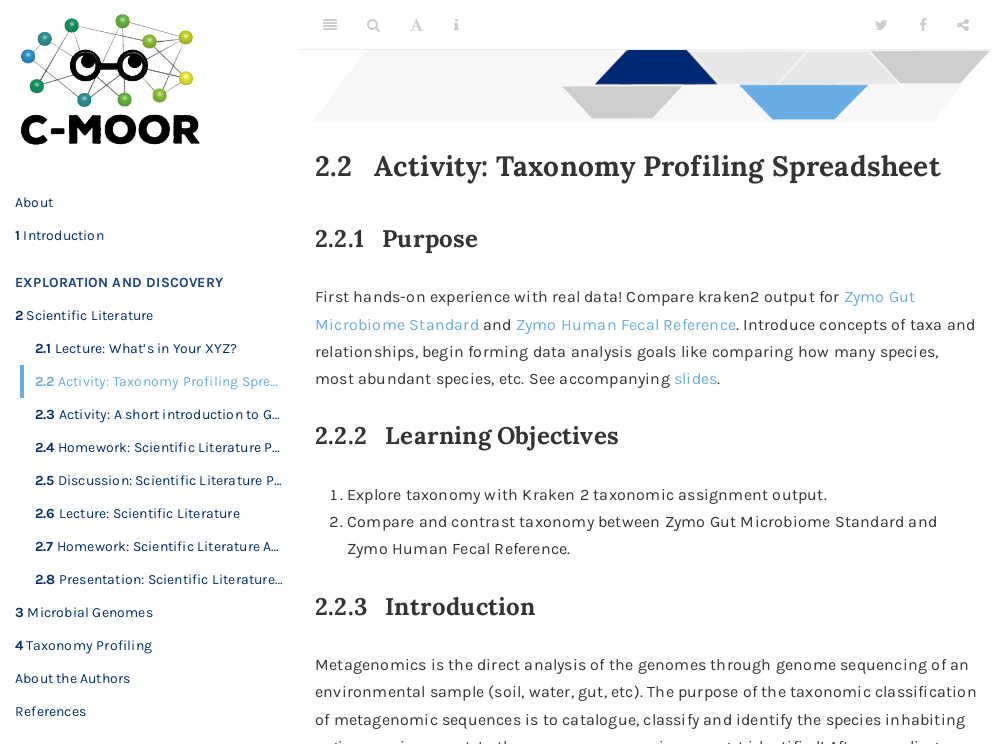 C-MOOR
About
1 Introduction
EXPLORATION AND DISCOVERY
2 Scientific Literature
2.1 Lecture: What's in Your XYZ?
2.2 Activity: Taxonomy Profiling Spre...
2.3 Activity: A short introduction to G...
2.4 Homework: Scientific Literature P...
2.5 Discussion: Scientific Literature P...
2.6 Lecture: Scientific Literature
2.7 Homework: Scientific Literature A...
2.8 Presentation: Scientific Literature...
3 Microbial Genomes
4 Taxonomy Profiling
About the Authors
References
2.2 Activity: Taxonomy Profiling Spreadsheet
2.2.1 Purpose
First hands-on experience with real data! Compare kraken2 output for Zymo Gut
Microbiome Standard and Zymo Human Fecal Reference. Introduce concepts of taxa and
relationships, begin forming data analysis goals like comparing how many species,
most abundant species, etc. See accompanying slides.
2.2.2 Learning Objectives
1. Explore taxonomy with Kraken 2 taxonomic assignment output.
2. Compare and contrast taxonomy between Zymo Gut Microbiome Standard and
Zymo Human Fecal Reference.
2.2.3 Introduction
Metagenomics is the direct analysis of the genomes through genome sequencing of an
environmental sample (soil, water, gut, etc). The purpose of the taxonomic classification
of metagenomic sequences is to catalogue, classify and identify the species inhabiting